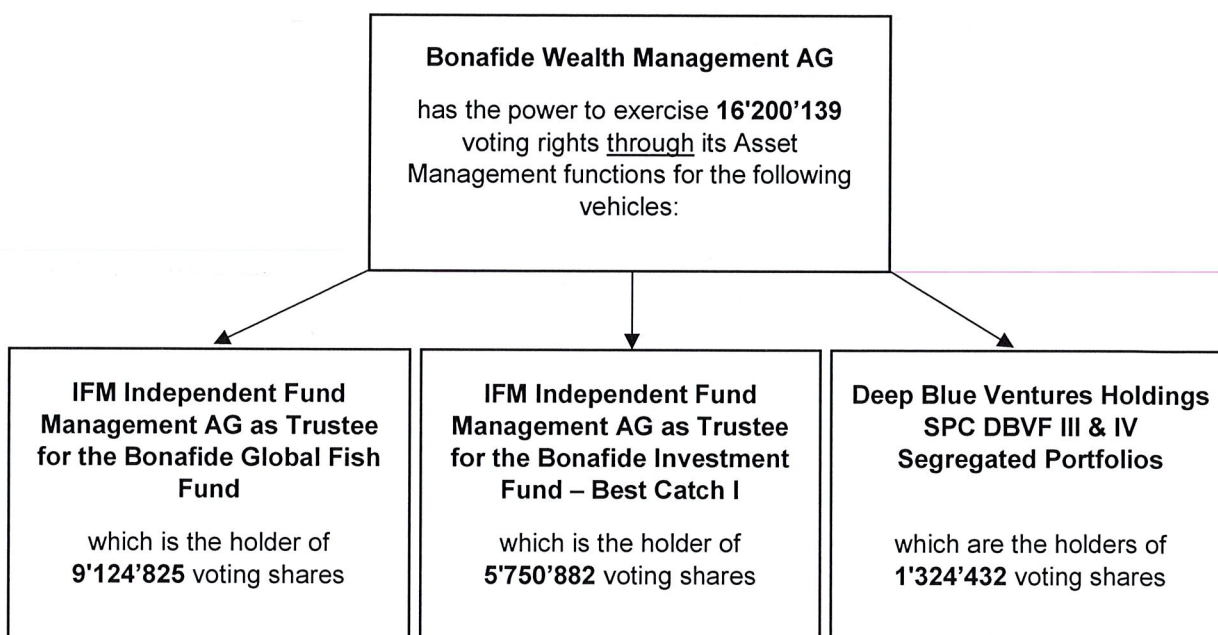 Bonafide Wealth Management AG
has the power to exercise 16'200’139
voting rights through its Asset
Management functions for the following
vehicles:
IFM Independent Fund
Management AG as Trustee
for the Bonafide Global Fish
Fund
which is the holder of
9'124’825 voting shares
IFM Independent Fund
Management AG as Trustee
for the Bonafide Investment
Fund – Best Catch I
which is the holder of
5'750’882 voting shares
Deep Blue Ventures Holdings
SPC DBVF III & IV
Segregated Portfolios
which are the holders of
1'324’432 voting shares